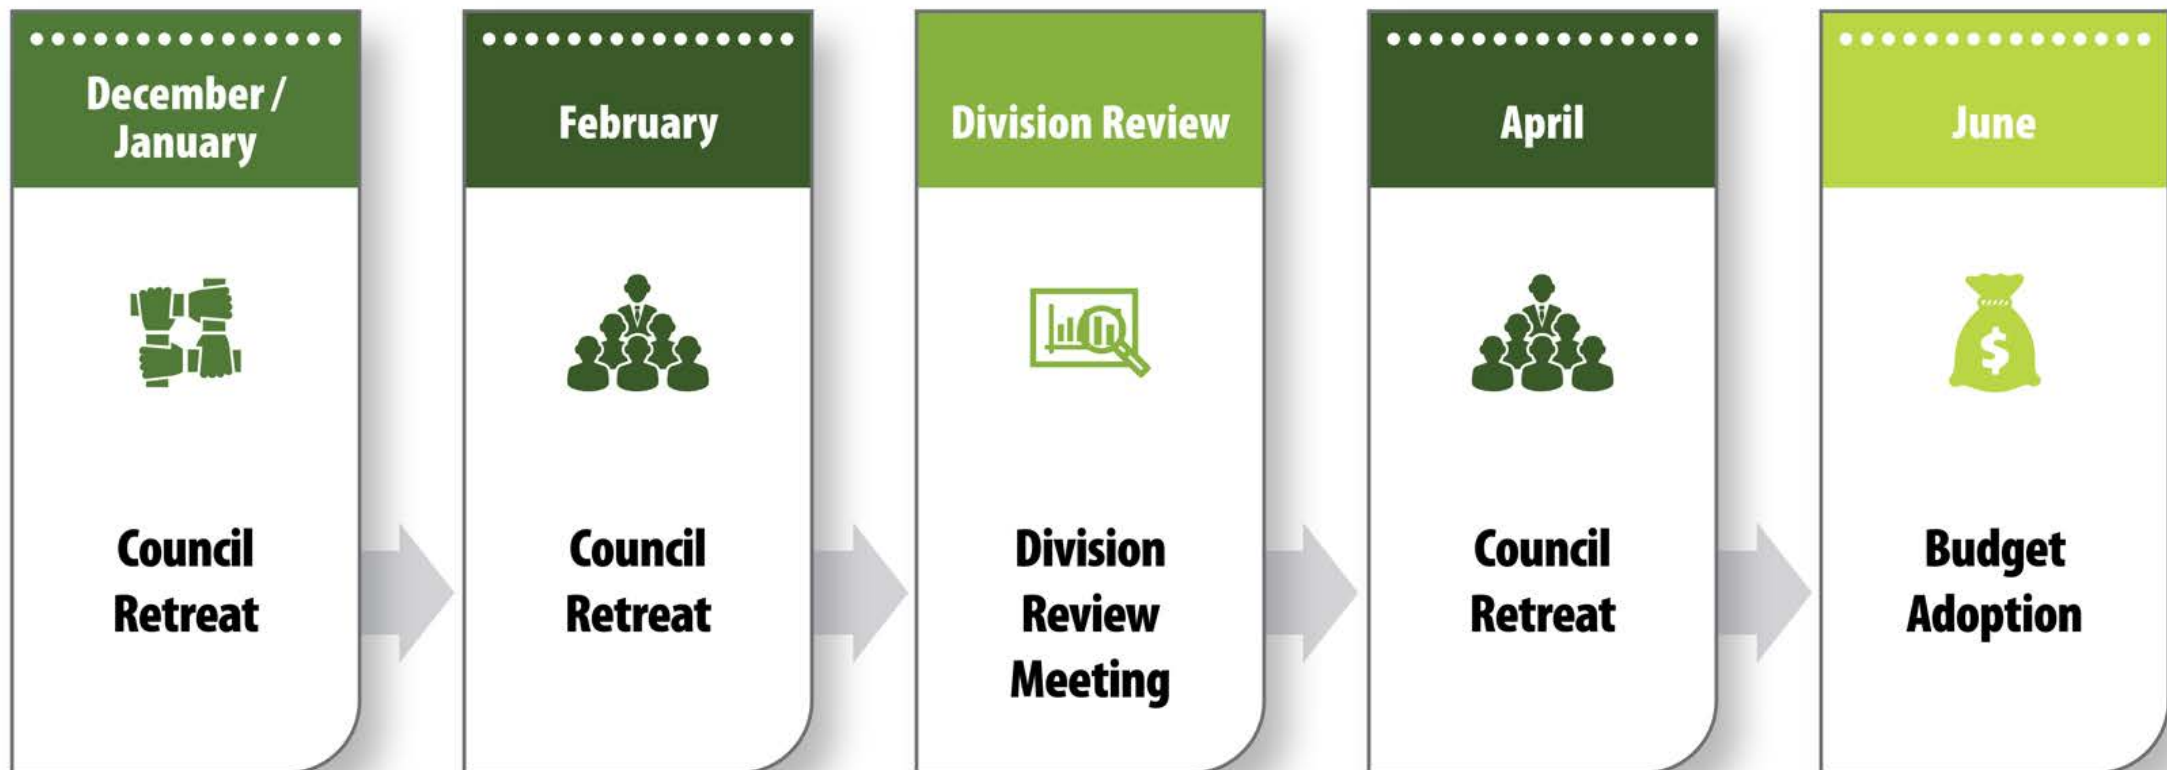 December /
January
Council
Retreat
February
Council
Retreat
Division Review
Division
Review
Meeting
April
Council
Retreat
June
$
Budget
Adoption